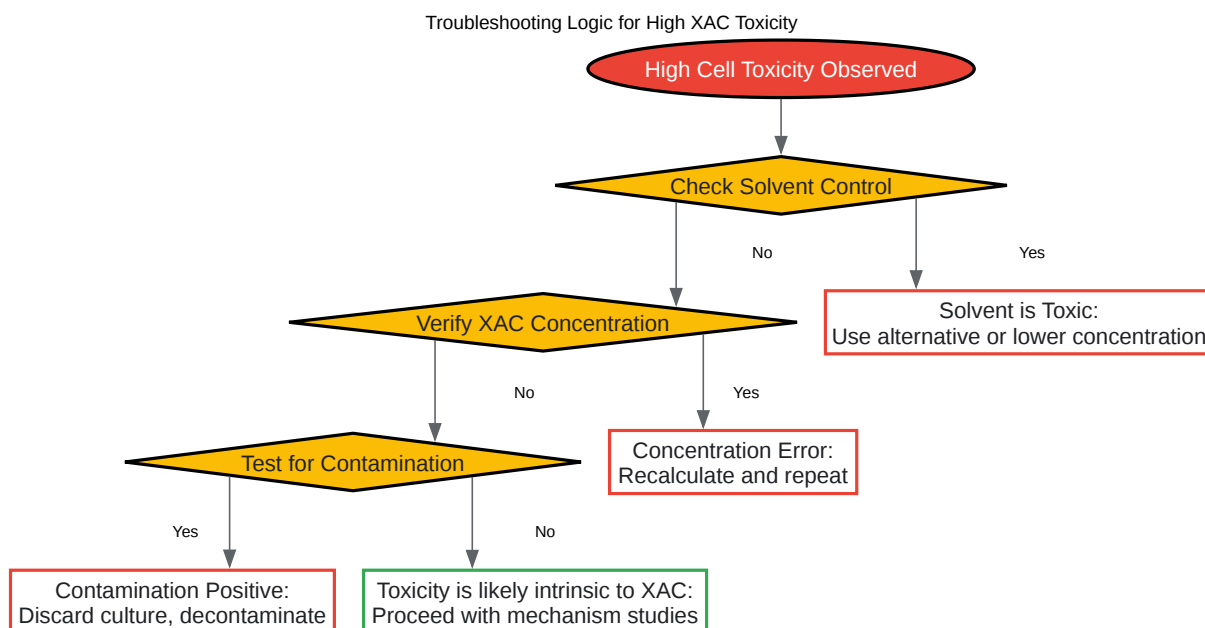 Troubleshooting Logic for High XAC Toxicity
High Cell Toxicity Observed
Check Solvent Control
No
Yes
Solvent is Toxic:
Use alternative or lower concentration
Verify XAC Concentration
No
Yes
Concentration Error:
Recalculate and repeat
Test for Contamination
Yes
No
Contamination Positive:
Discard culture, decontaminate
Toxicity is likely intrinsic to XAC:
Proceed with mechanism studies